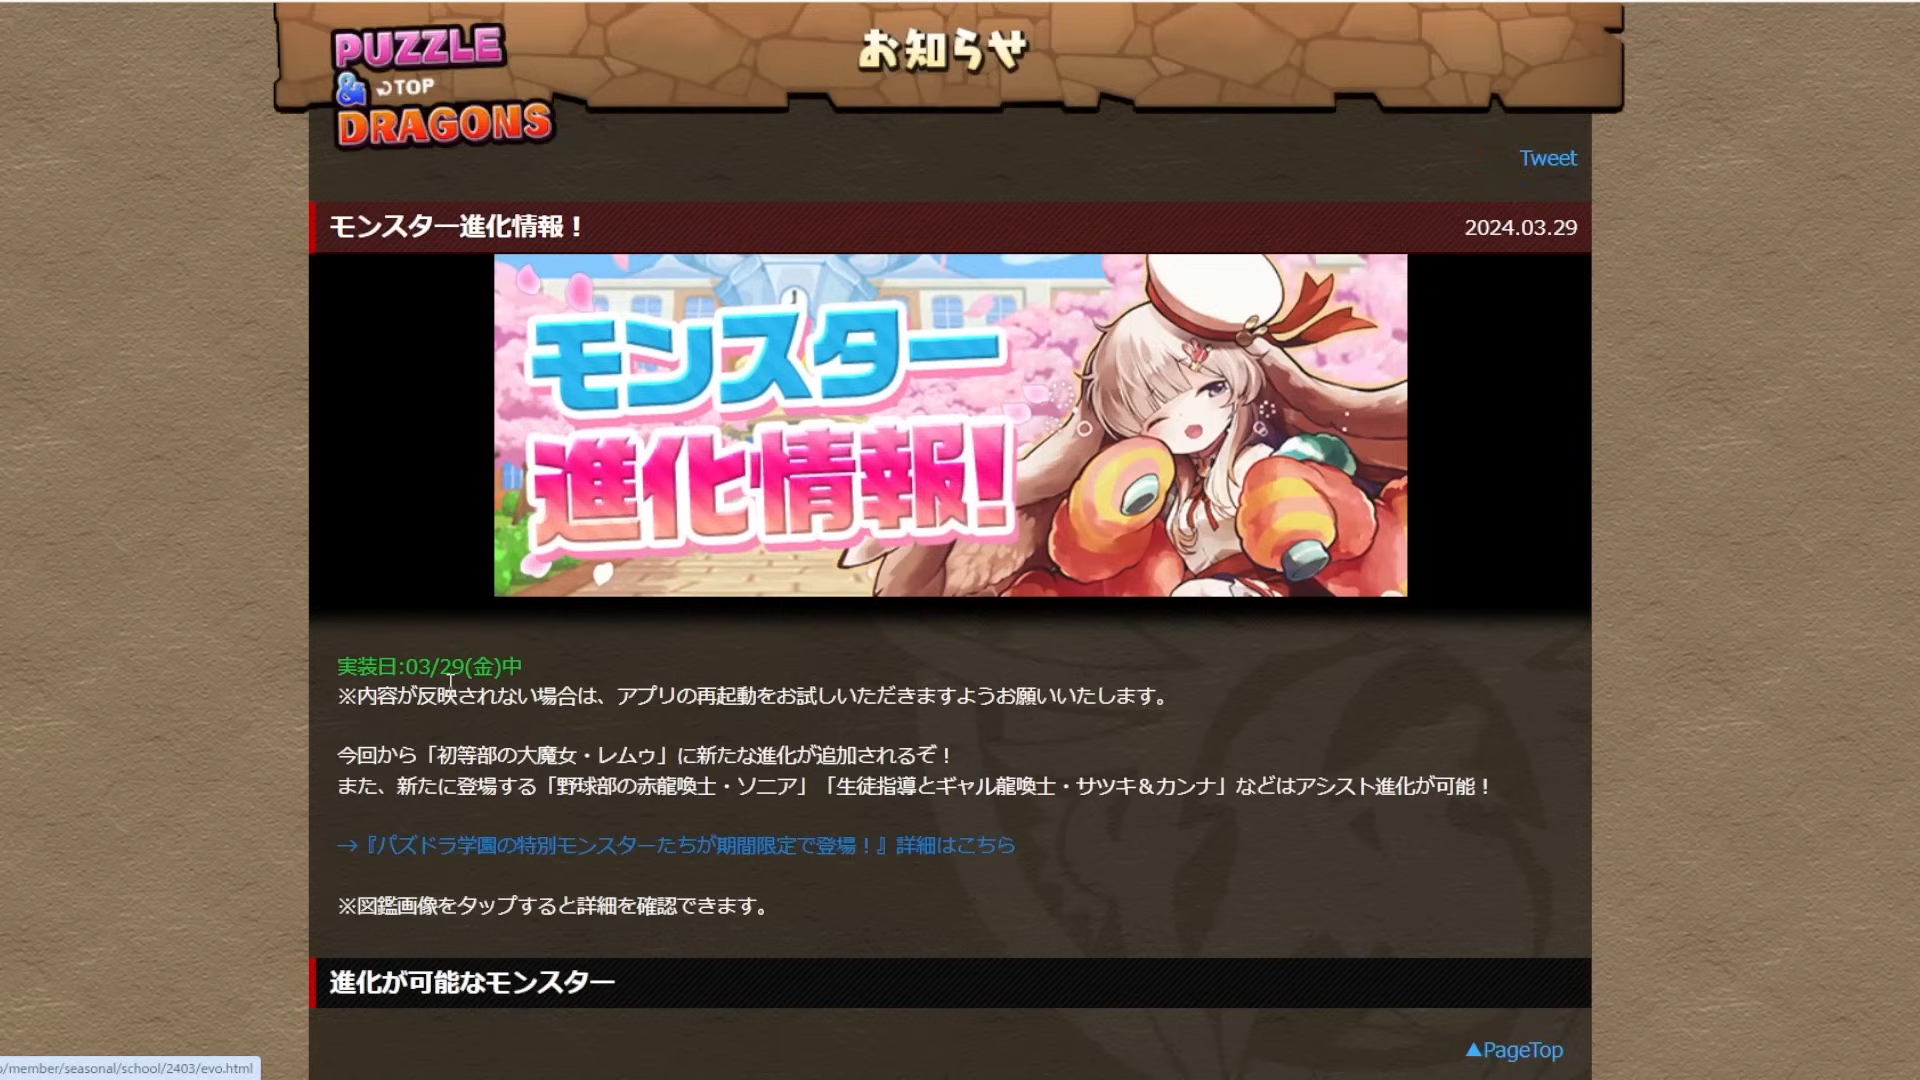 PUZZLE
& TOP
DRAGONS
お知らせ
Tweet
モンスター進化情報！
2024.03.29
モンスター
進化情報!
実装日:03/29(金)中
※内容が反映されない場合は、アプリの再起動をお試しいただきますようお願いいたします。
今回から「初等部の大魔女・レムゥ」に新たな進化が追加されるぞ！
また、新たに登場する「野球部の赤龍喚士・ソニア」「生徒指導とギャル龍喚士・サツキ＆カンナ」などはアシスト進化が可能！
→『パズドラ学園の特別モンスターたちが期間限定で登場！』詳細はこちら
※図鑑画像をタップすると詳細を確認できます。
進化が可能なモンスター
▲PageTop
o/member/seasonal/school/2403/evo.html